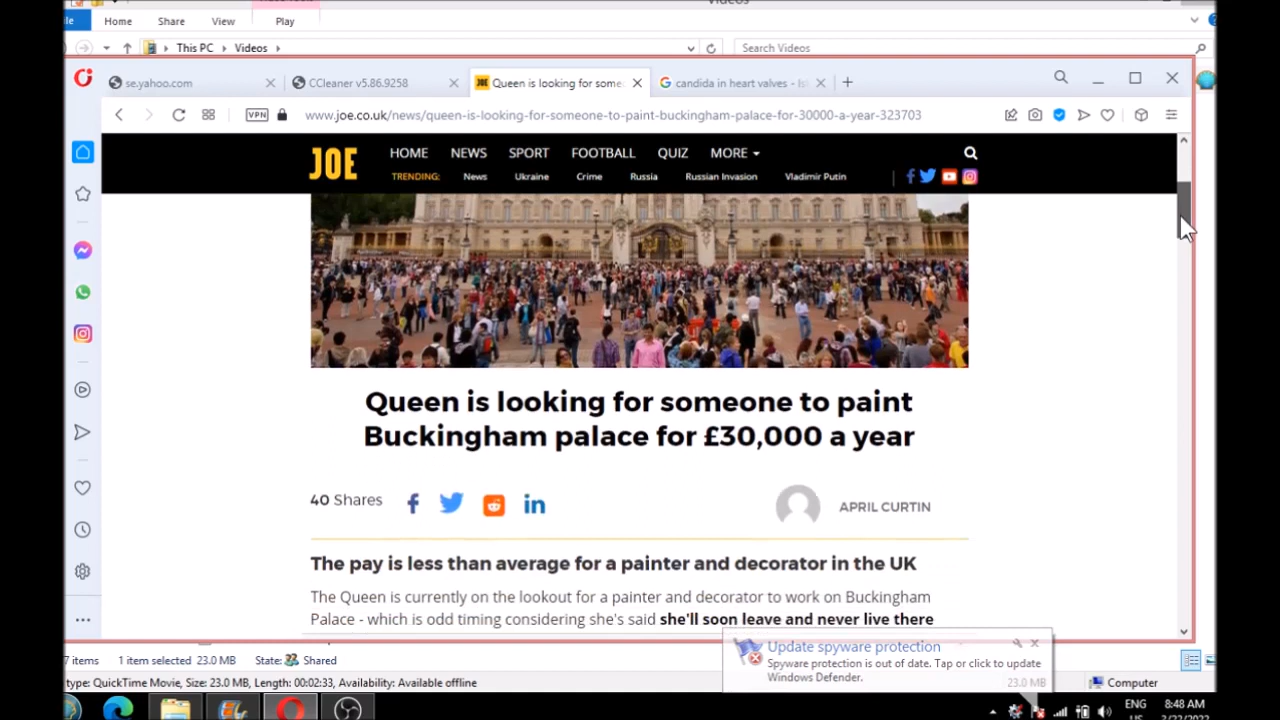 Videos
Home Share View Play
This PC Videos Search Videos
se.yahoo.com CCleaner v5.86.9258 Queen is looking for some candida in heart valves -
VPN www.joe.co.uk/news/queen-is-looking-for-someone-to-paint-buckingham-palace-for-30000-a-year-323703
JOE HOME NEWS SPORT FOOTBALL QUIZ MORE
TRENDING: News Ukraine Crime Russia Russian Invasion Vladimir Putin
Queen is looking for someone to paint
Buckingham palace for £30,000 a year
40 Shares APRIL CURTIN
The pay is less than average for a painter and decorator in the UK
The Queen is currently on the lookout for a painter and decorator to work on Buckingham
Palace - which is odd timing considering she's said she'll soon leave and never live there
Update spyware protection
Spyware protection is out of date. Tap or click to update
Windows Defender.
7 items 1 item selected 23.0 MB State: Shared
23.0 MB
type: QuickTime Movie, Size: 23.0 MB, Length: 00:02:33, Availability: Available offline Computer
ENG 8:48 AM